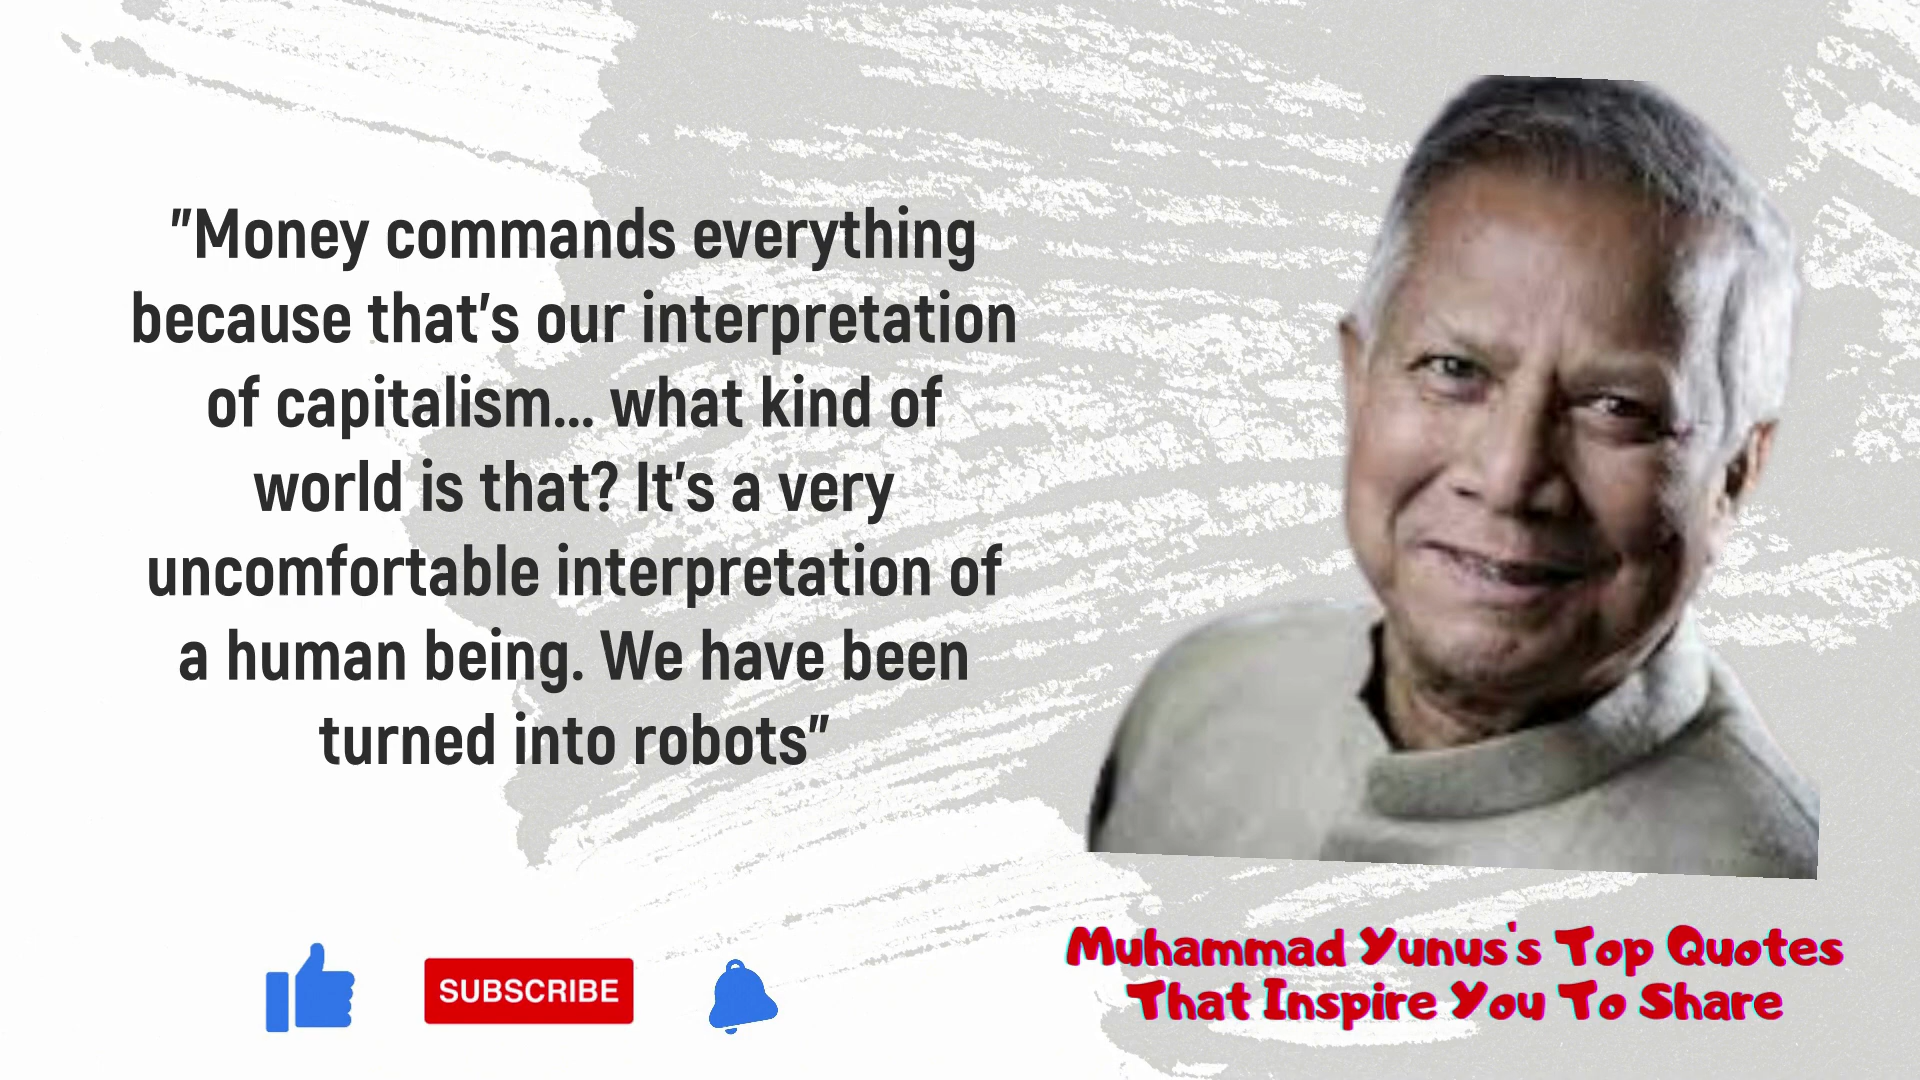 "Money commands everything
because that's our interpretation
of capitalism... what kind of
world is that? It's a very
uncomfortable interpretation of
a human being. We have been
turned into robots"
SUBSCRIBE
Muhammad Yunus's Top Quotes
That Inspire You To Share